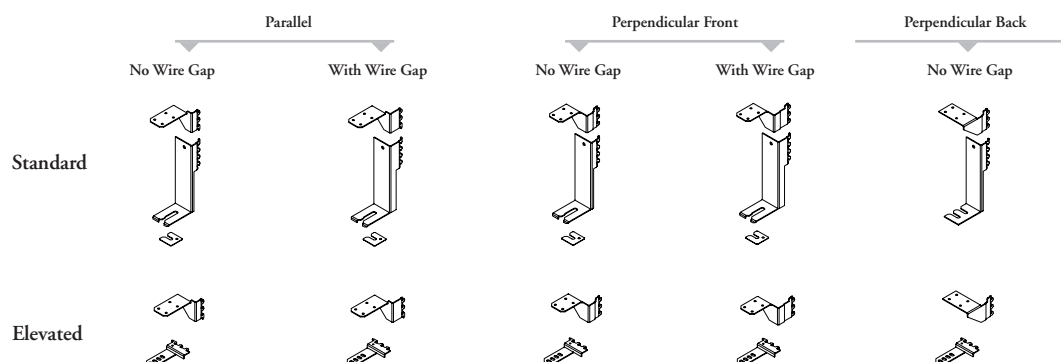 Parallel Perpendicular Front Perpendicular Back
No Wire Gap With Wire Gap No Wire Gap With Wire Gap No Wire Gap
Standard
Elevated